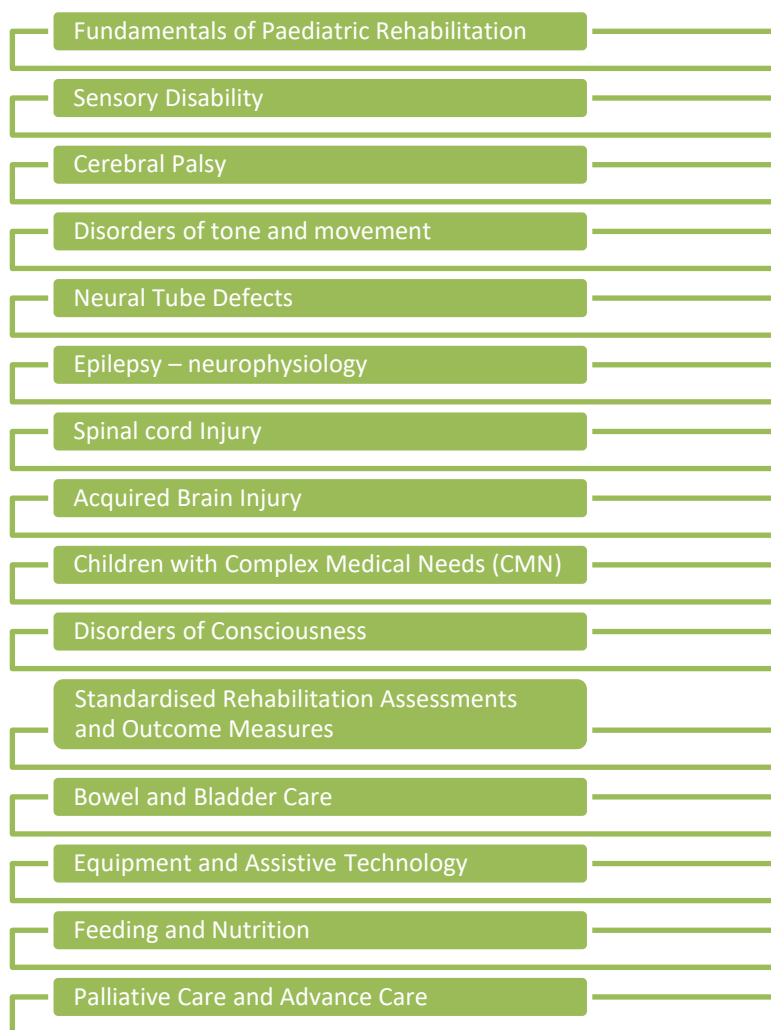 Fundamentals of Paediatric Rehabilitation
Sensory Disability
Cerebral Palsy
Disorders of tone and movement
Neural Tube Defects
Epilepsy – neurophysiology
Spinal cord Injury
Acquired Brain Injury
Children with Complex Medical Needs (CMN)
Disorders of Consciousness
Standardised Rehabilitation Assessments
and Outcome Measures
Bowel and Bladder Care
Equipment and Assistive Technology
Feeding and Nutrition
Palliative Care and Advance Care